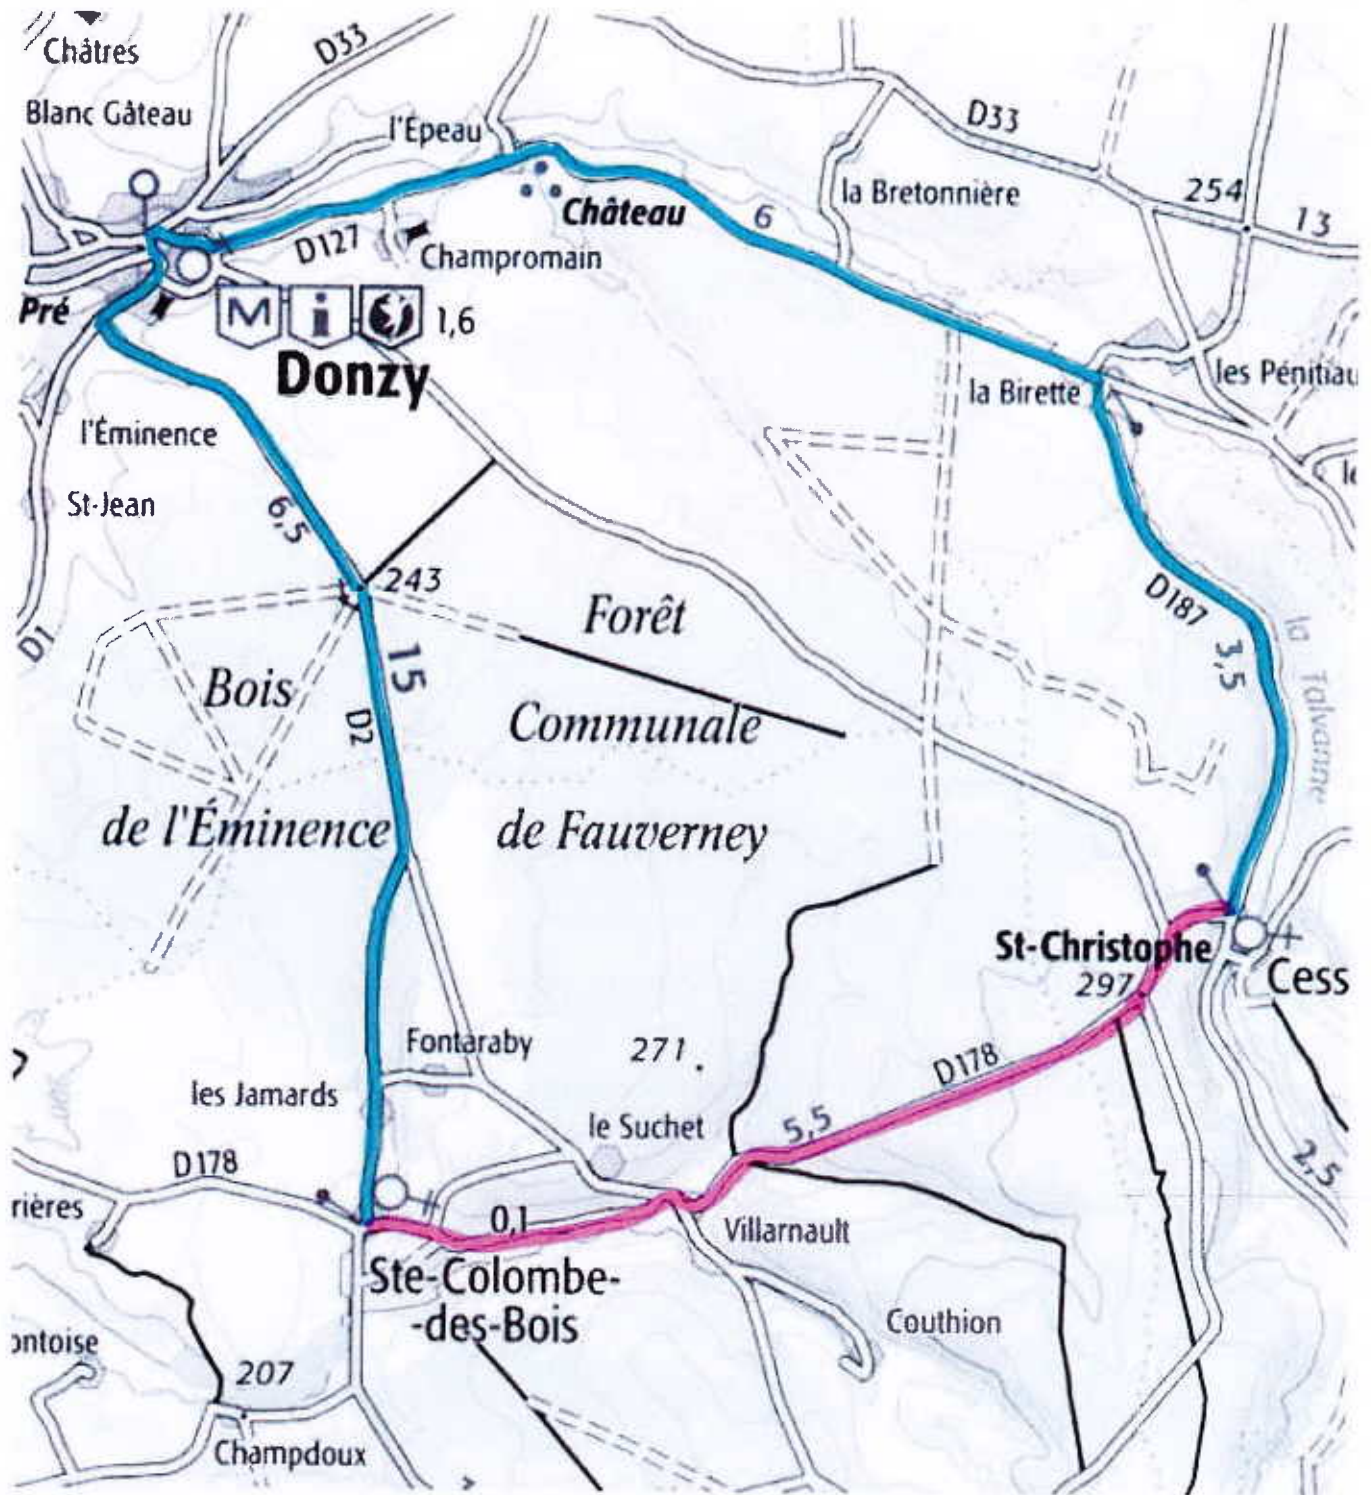 Châtres
D33
Blanc Gâteau
l'Épeau
D33
la Bretonnière
254
13
Château
6
D127
Champromain
Pré
M i
1,6
Donzy
la Birette
les Pénitiau
l'Éminence
St-Jean
6,5
243
D1
Forêt
D187
3,5
la Talvanne
Bois
15
D2
Communale
de l'Éminence
de Fauverney
St-Christophe
297
Cess
Fontaraby
271
D178
les Jamards
le Suchet
5,5
D178
2,5
rières
0,1
Villarnault
Ste-Colombe-
-des-Bois
Couthion
ontoise
207
Champdoux